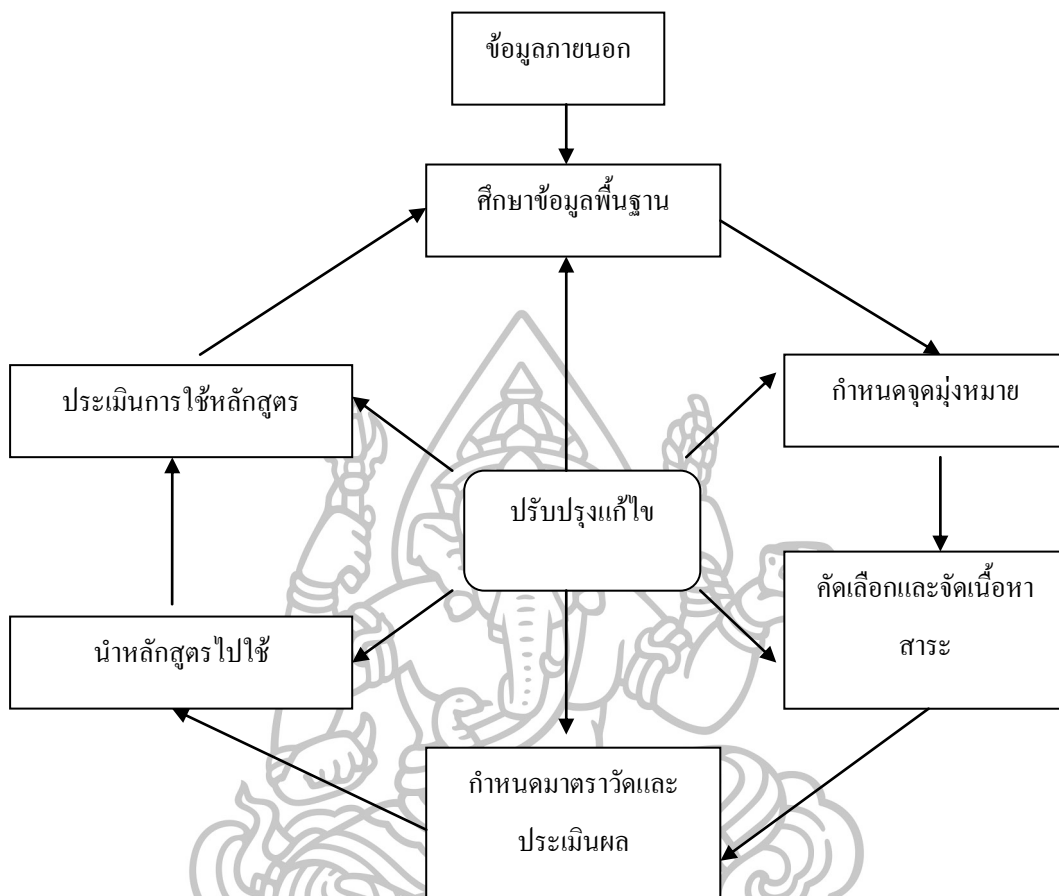 ข้อมูลภายนอก
ศึกษาข้อมูลพื้นฐาน
ประเมินการใช้หลักสูตร
กำหนดจุดมุ่งหมาย
ปรับปรุงแก้ไข
คัดเลือกและจัดเนื้อหา
สาระ
นำหลักสูตรไปใช้
กำหนดมาตราวัดและ
ประเมินผล